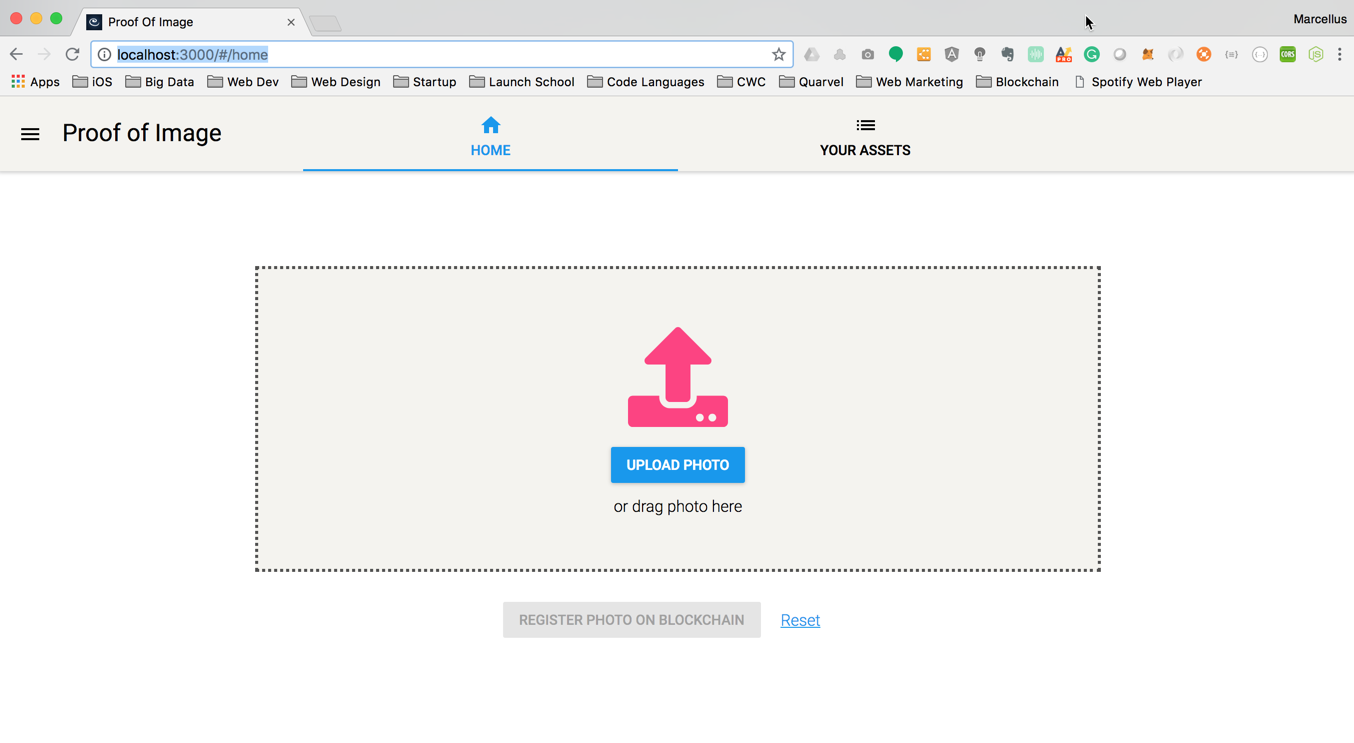 Proof Of Image
Marcellus
localhost:3000/#/home
Apps iOS Big Data Web Dev Web Design Startup Launch School Code Languages CWC Quarvel Web Marketing Blockchain Spotify Web Player
Proof of Image
HOME
YOUR ASSETS
UPLOAD PHOTO
or drag photo here
REGISTER PHOTO ON BLOCKCHAIN Reset